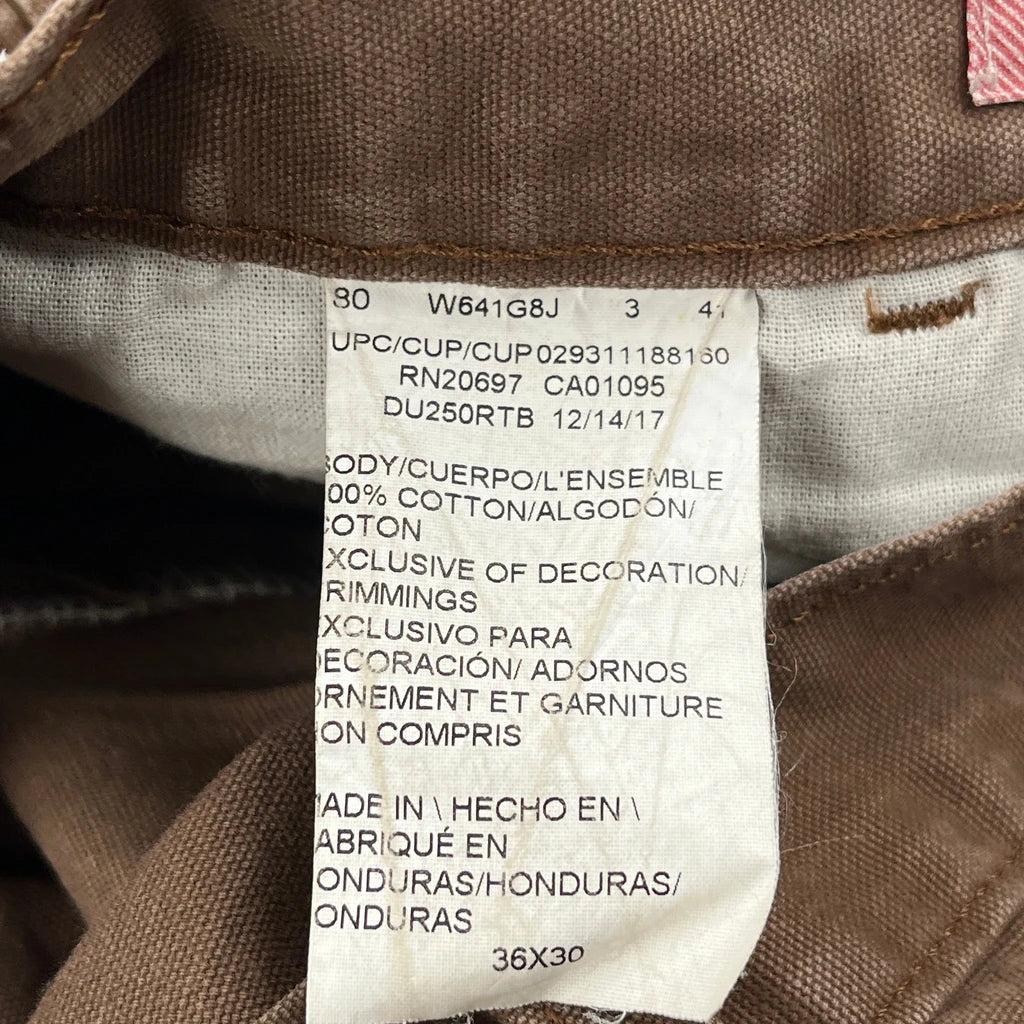 30 W641G8J 3 41
UPC/CUP/CUP 029311188160
RN20697 CA01095
DU250RTB 12/14/17
BODY/CUERPO/L'ENSEMBLE
00% COTTON/ALGODÓN/
COTON
XCLUSIVE OF DECORATION/
RIMMINGS
XCLUSIVO PARA
DECORACIÓN/ ADORNOS
ORNEMENT ET GARNITURE
ON COMPRIS
MADE IN \ HECHO EN \
ABRIQUÉ EN
ONDURAS/HONDURAS/
ONDURAS
36X30